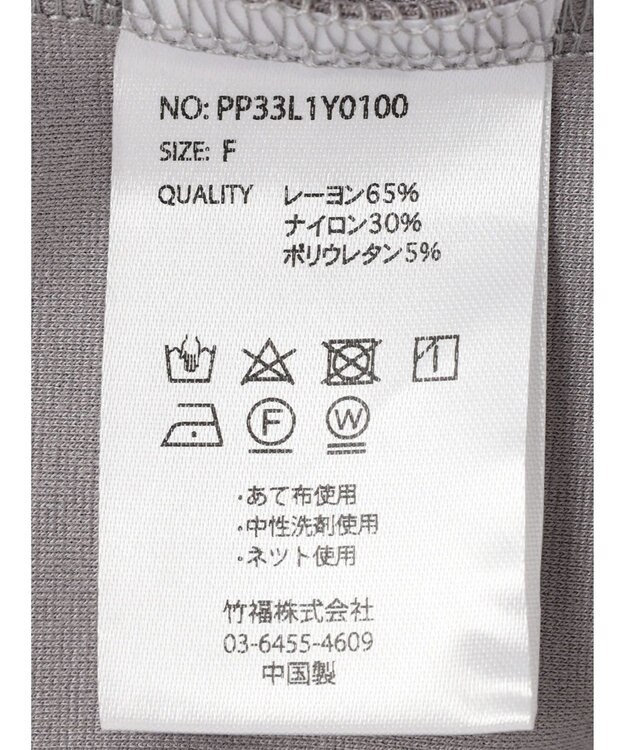 NO: PP33L1Y0100
SIZE: F
QUALITY レーヨン65%
ナイロン30%
ポリウレタン5%
F W
・あて布使用
・中性洗剤使用
・ネット使用
竹福株式会社
03-6455-4609
中国製